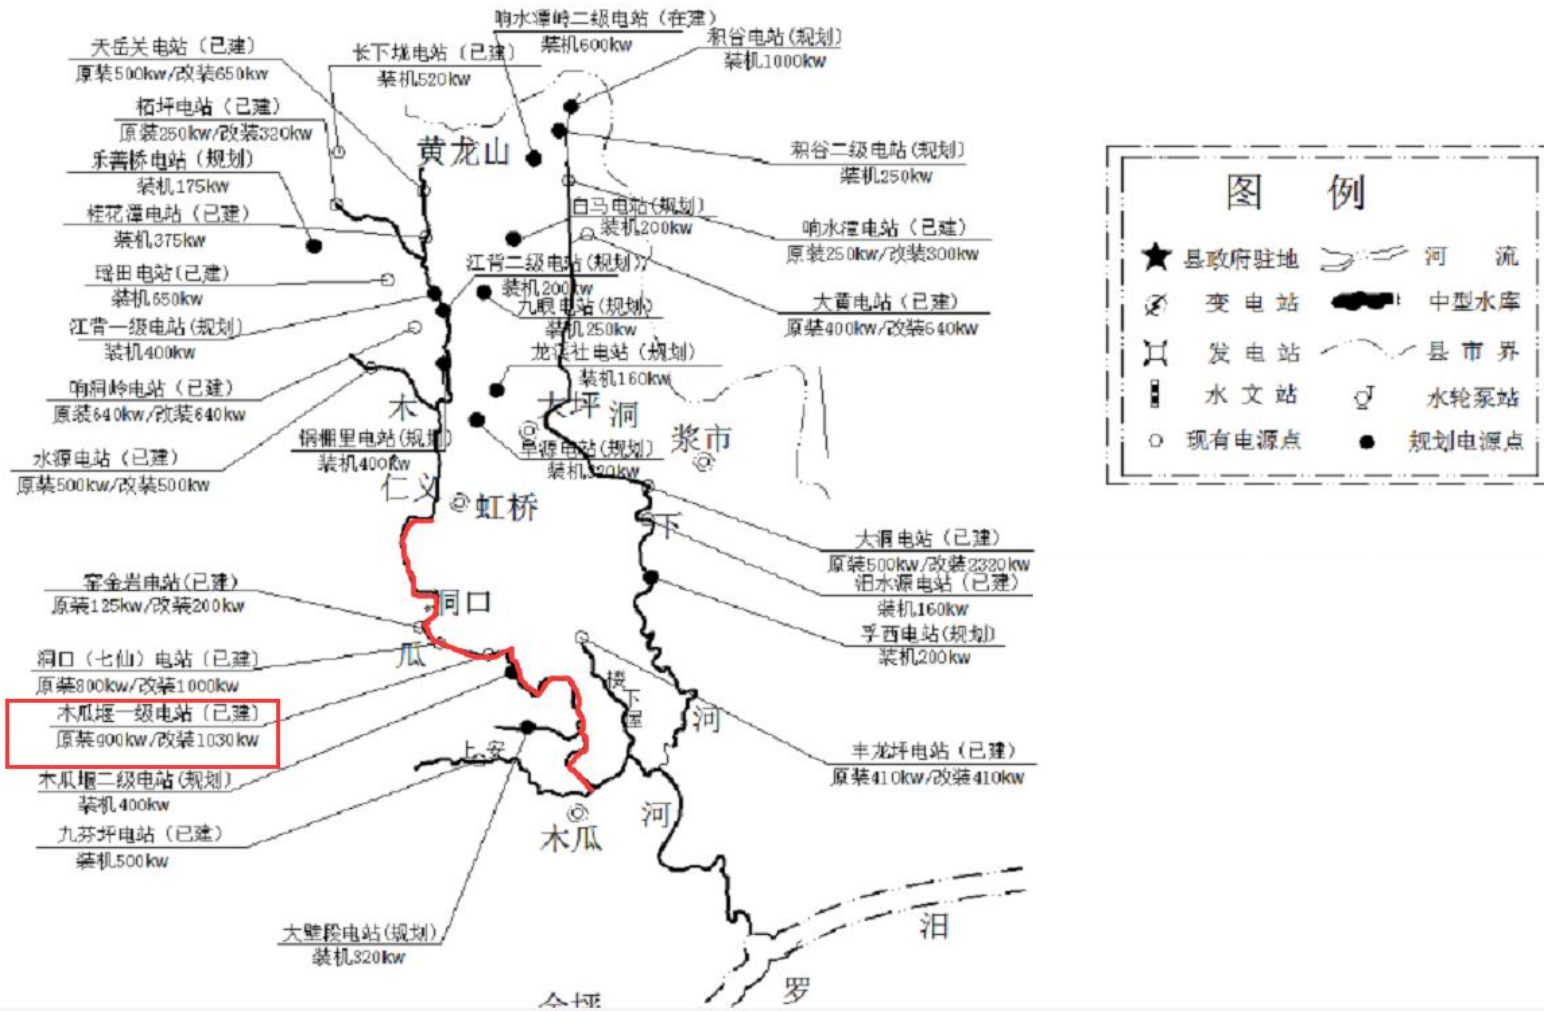 响水潭岭二级电站（在建）
装机600kw
积谷电站(规划)
装机1000kw
天岳关电站（已建）
原装500kw/改装650kw
长下垅电站（已建）
装机520kw
栢坪电站（已建）
原装250kw/改装320kw
黄龙山
乐善桥电站（规划）
装机175kw
积谷二级电站(规划)
装机250kw
桂花潭电站（已建）
装机375kw
白马电站(规划)
装机200kw
响水潭电站（已建）
原装250kw/改装300kw
瑶田电站(已建)
装机650kw
江背二级电站(规划)
装机200kw
大黄电站（已建）
原装400kw/改装640kw
九眼电站(规划)
装机250kw
江背一级电站(规划)
装机400kw
龙溪社电站（规划）
装机160kw
响洞岭电站（已建）
原装640kw/改装640kw
木
大坪
洞
浆市
锅棚里电站(规划)
装机400kw
电站(规划)
水源电站（已建）
原装500kw/改装500kw
仁义
虹桥
下
大洞电站（已建）
原装500kw/改装2320kw
汨水源电站（已建）
装机160kw
窑金岩电站(已建)
原装125kw/改装200kw
洞口
孚西电站(规划)
装机200kw
瓜
洞口（七仙）电站（已建）
原装800kw/改装1000kw
木瓜堰一级电站（已建）
原装900kw/改装1030kw
楼下屋
河
木瓜堰二级电站(规划)
装机400kw
上安
丰龙坪电站（已建）
原装410kw/改装410kw
九芬坪电站（已建）
装机500kw
木瓜
河
大壁段电站(规划)
装机320kw
汨
罗
图 例
县政府驻地
河 流
变电站
中型水库
发电站
县市界
水文站
水轮泵站
现有电源点
规划电源点